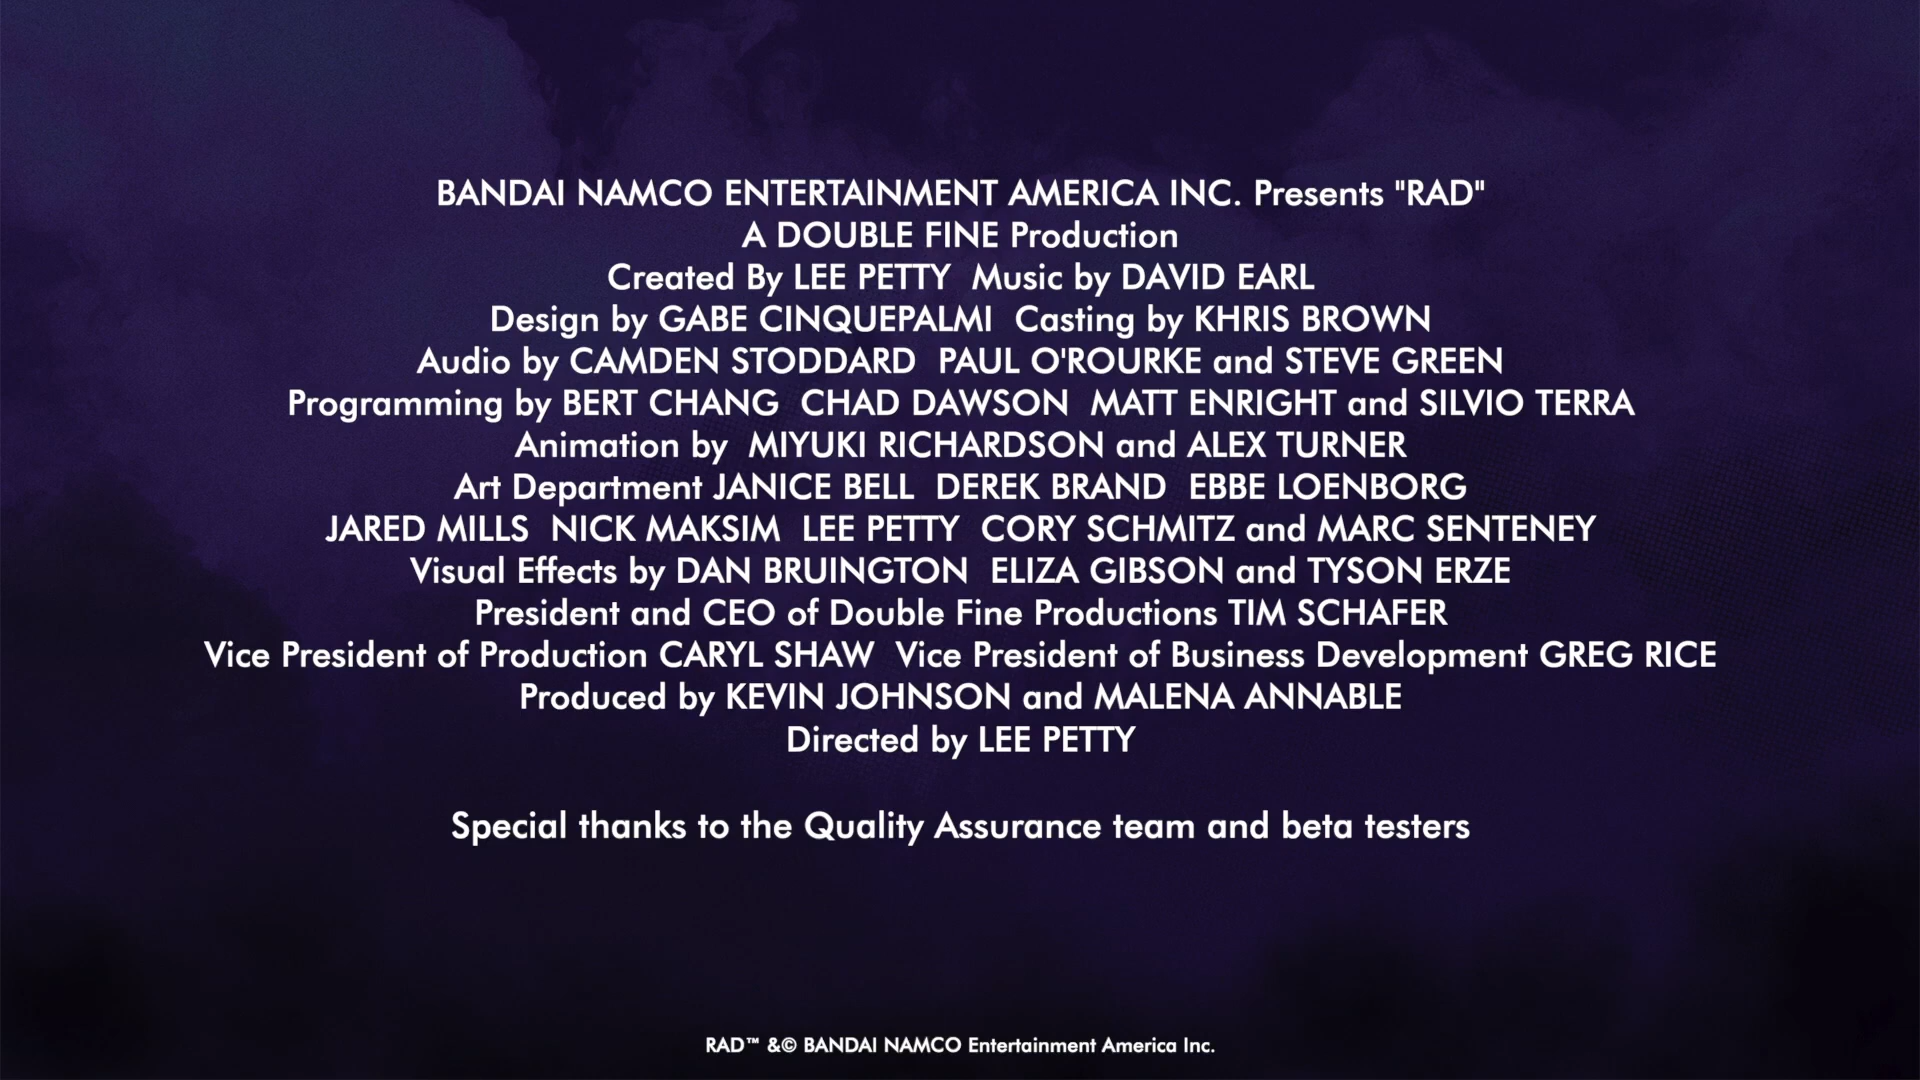 BANDAI NAMCO ENTERTAINMENT AMERICA INC. Presents "RAD"
A DOUBLE FINE Production
Created By LEE PETTY  Music by DAVID EARL
Design by GABE CINQUEPALMI  Casting by KHRIS BROWN
Audio by CAMDEN STODDARD  PAUL O'ROURKE and STEVE GREEN
Programming by BERT CHANG  CHAD DAWSON  MATT ENRIGHT and SILVIO TERRA
Animation by  MIYUKI RICHARDSON and ALEX TURNER
Art Department JANICE BELL  DEREK BRAND  EBBE LOENBORG
JARED MILLS  NICK MAKSIM  LEE PETTY  CORY SCHMITZ and MARC SENTENEY
Visual Effects by DAN BRUINGTON  ELIZA GIBSON and TYSON ERZE
President and CEO of Double Fine Productions TIM SCHAFER
Vice President of Production CARYL SHAW  Vice President of Business Development GREG RICE
Produced by KEVIN JOHNSON and MALENA ANNABLE
Directed by LEE PETTY
Special thanks to the Quality Assurance team and beta testers
RAD™ &© BANDAI NAMCO Entertainment America Inc.